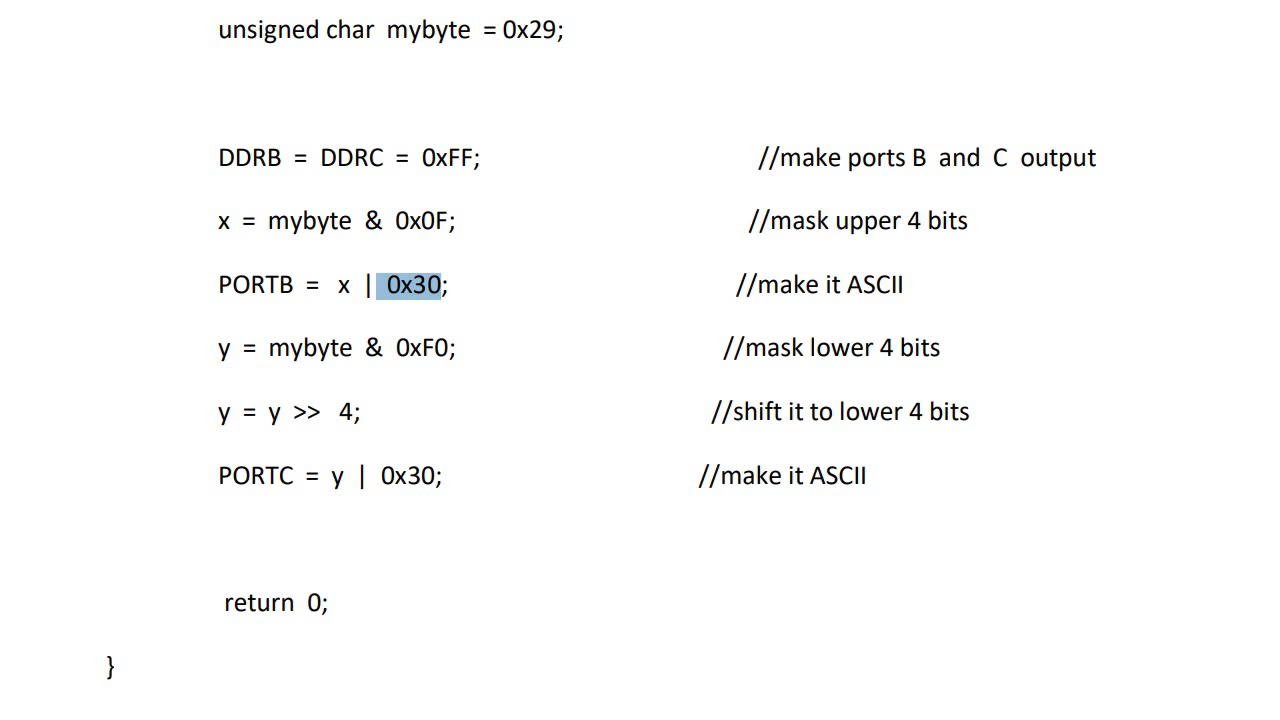 unsigned char mybyte = 0x29;
DDRB = DDRC = 0xFF; //make ports B and C output
x = mybyte & 0x0F; //mask upper 4 bits
PORTB = x | 0x30; //make it ASCII
y = mybyte & 0xF0; //mask lower 4 bits
y = y >> 4; //shift it to lower 4 bits
PORTC = y | 0x30; //make it ASCII
return 0;
}